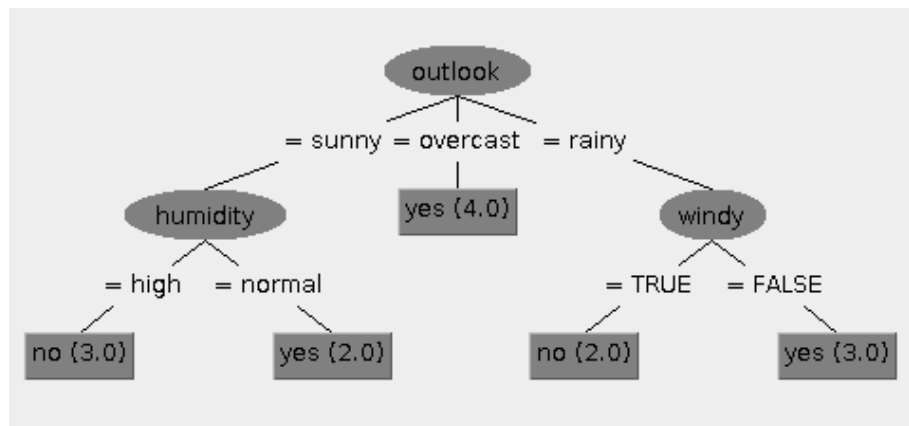 outlook
= sunny = overcast = rainy
humidity yes (4.0) windy
= high = normal = TRUE = FALSE
no (3.0) yes (2.0) no (2.0) yes (3.0)